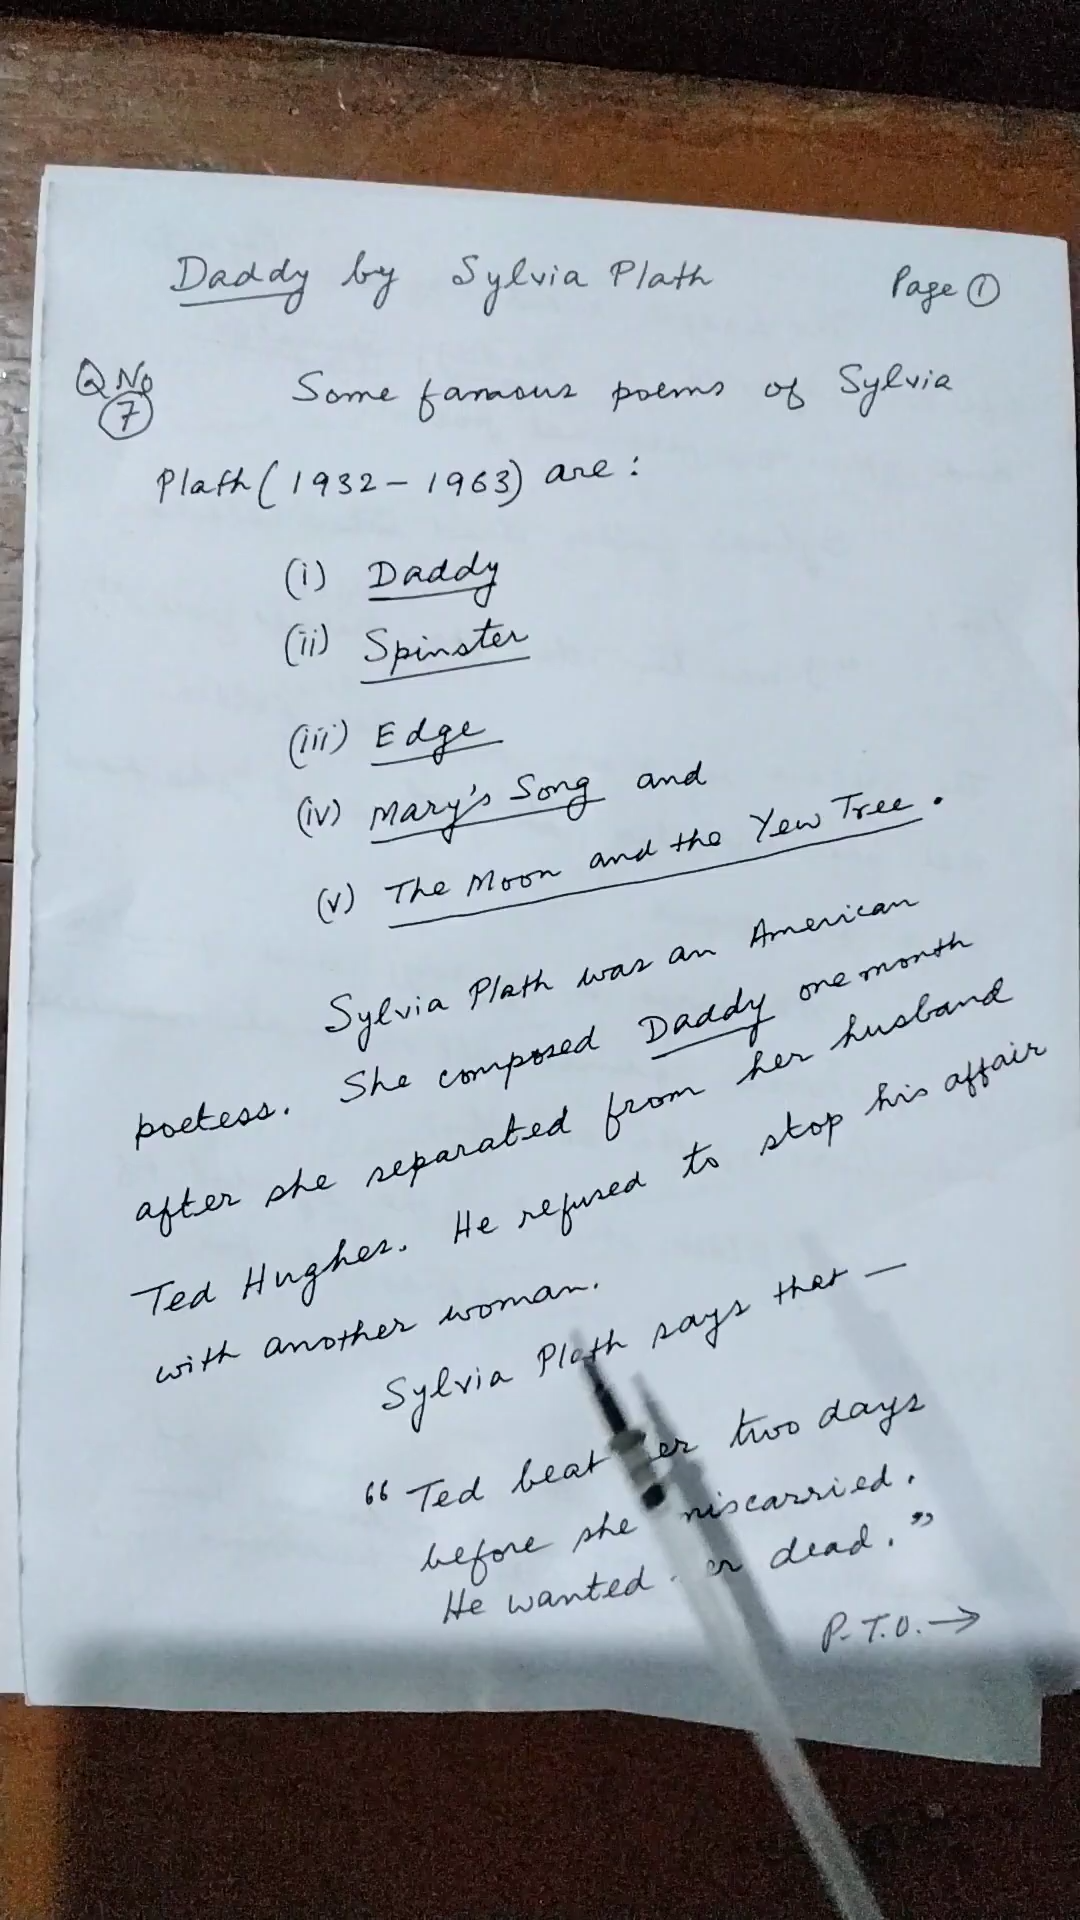 Daddy by Sylvia Plath
Page 1
Q No 7
Some famous poems of Sylvia
Plath (1932 – 1963) are :
(i) Daddy
(ii) Spinster
(iii) Edge
(iv) Mary's Song and
(v) The Moon and the Yew Tree.
Sylvia Plath was an American
poetess. She composed Daddy one month
after she separated from her husband
Ted Hughes. He refused to stop his affair
with another woman.
Sylvia Plath says that —
“ Ted beat er two days
before she miscarried.
He wanted er dead.”
P.T.O. →